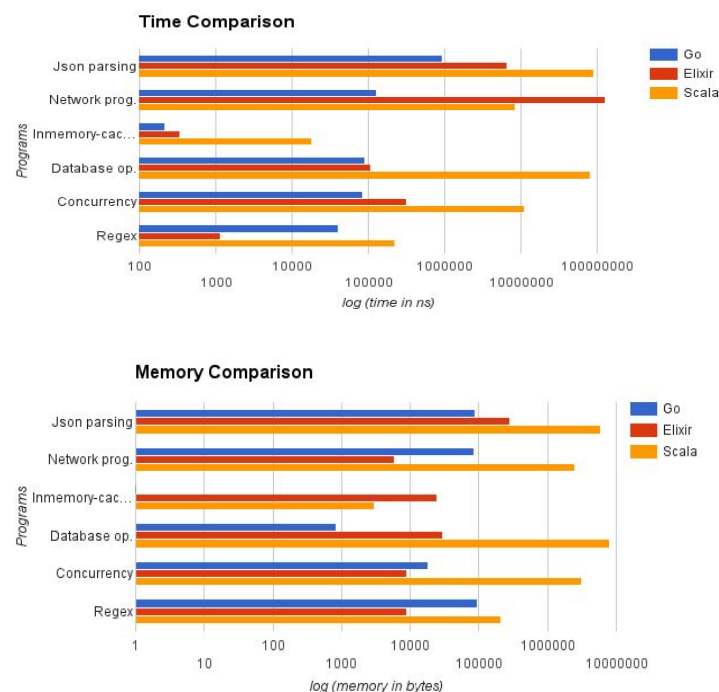 Time Comparison
Go
Elixir
Scala
Programs
Json parsing
Network prog.
Inmemory-cac...
Database op.
Concurrency
Regex
100
1000
10000
100000
1000000
10000000
100000000
log (time in ns)
Memory Comparison
Go
Elixir
Scala
Programs
Json parsing
Network prog.
Inmemory-cac...
Database op.
Concurrency
Regex
1
10
100
1000
10000
100000
1000000
10000000
log (memory in bytes)